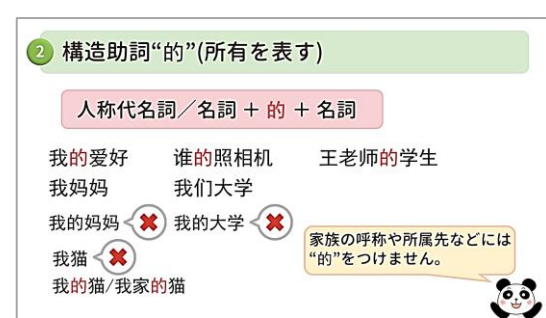 2 構造助詞“的”(所有を表す)
人称代名詞／名詞 + 的 + 名詞
我的爱好 谁的照相机 王老师的学生
我妈妈 我们大学
我的妈妈 我的大学
我猫
我的猫/我家的猫
家族の呼称や所属先などには
“的”をつけません。